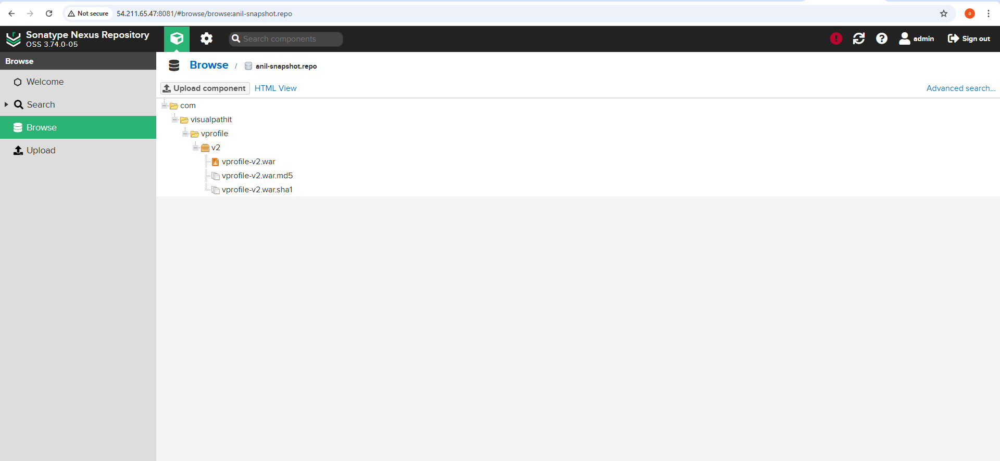 Not secure 54.211.65.47:8081/#browse/browse:anil-snapshot.repo a
Sonatype Nexus Repository
OSS 3.74.0-05
Search components
admin Sign out
Browse
Welcome
Search
Browse
Upload
Browse / anil-snapshot.repo
Upload component HTML View Advanced search...
com
visualpathit
vprofile
v2
vprofile-v2.war
vprofile-v2.war.md5
vprofile-v2.war.sha1